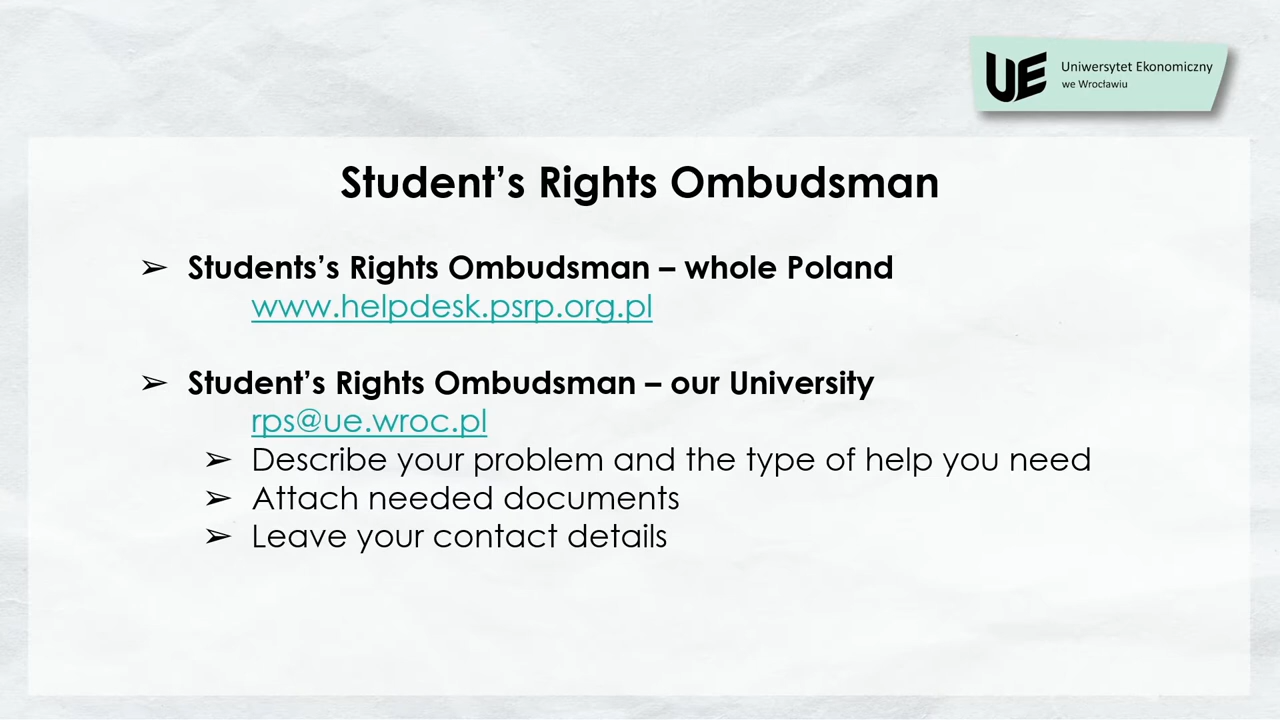 UE Uniwersytet Ekonomiczny
we Wrocławiu
Student’s Rights Ombudsman
➢ Students’s Rights Ombudsman – whole Poland
www.helpdesk.psrp.org.pl
➢ Student’s Rights Ombudsman – our University
rps@ue.wroc.pl
➢ Describe your problem and the type of help you need
➢ Attach needed documents
➢ Leave your contact details